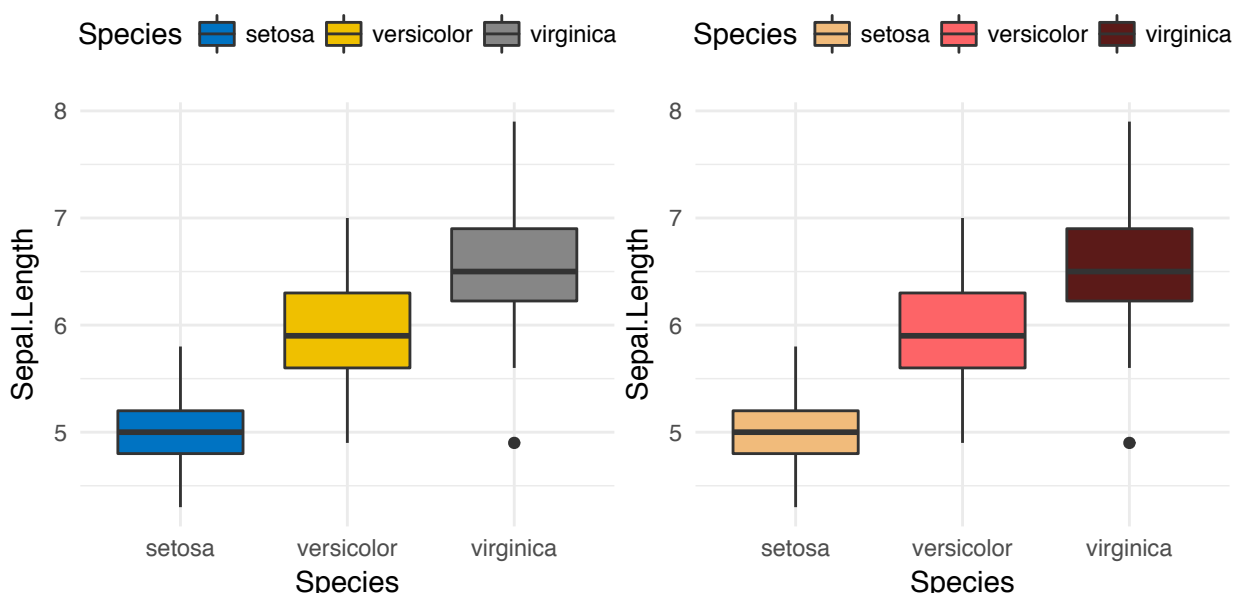 Species setosa versicolor virginica
8
7
6
5
Sepal.Length
setosa versicolor virginica
Species
Species setosa versicolor virginica
8
7
6
5
Sepal.Length
setosa versicolor virginica
Species